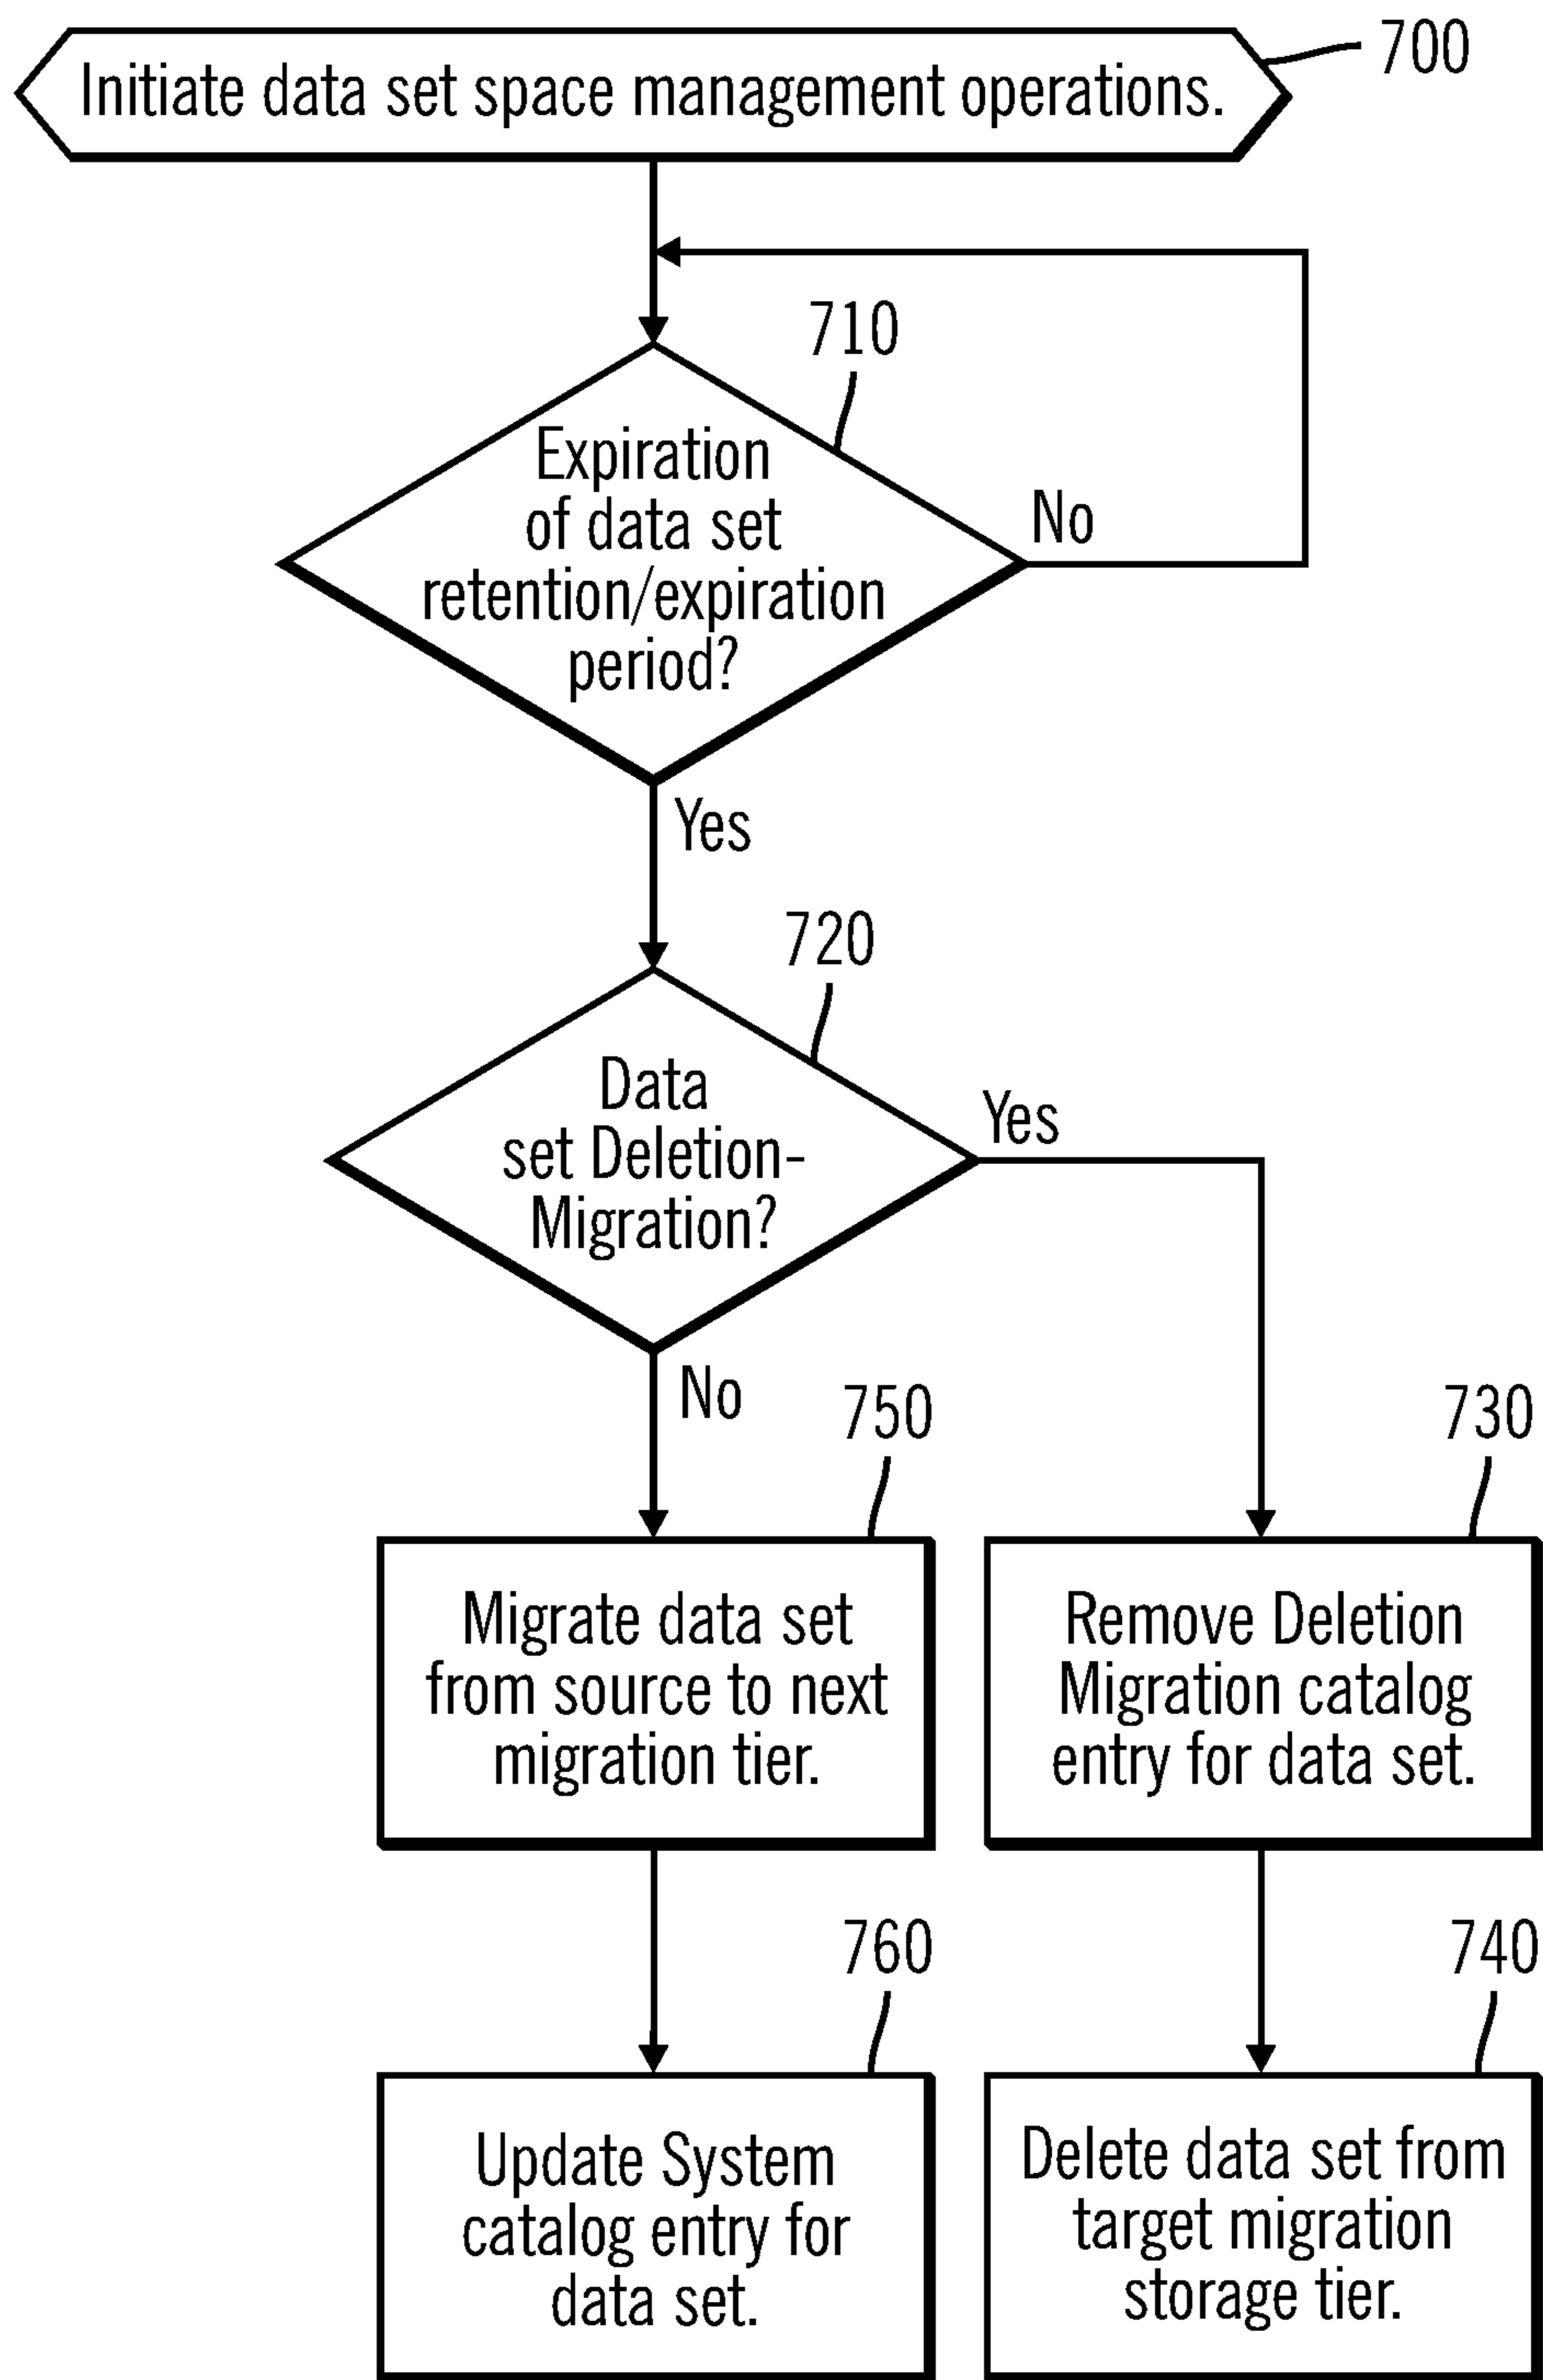 Initiate data set space management operations.
700
710
Expiration
of data set
retention/expiration
period?
No
Yes
720
Data
set Deletion-
Migration?
Yes
No
750
730
Migrate data set
from source to next
migration tier.
Remove Deletion
Migration catalog
entry for data set.
760
740
Update System
catalog entry for
data set.
Delete data set from
target migration
storage tier.